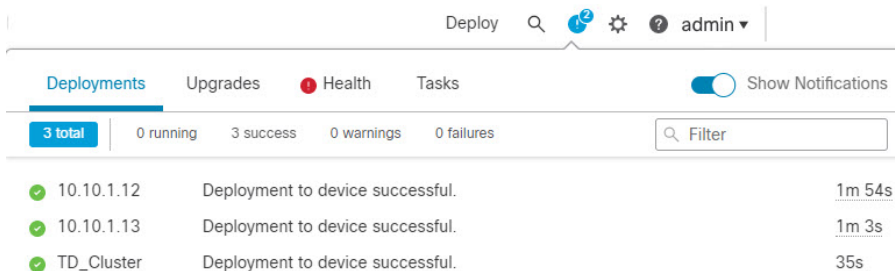 Deploy 2 ? admin
Deployments Upgrades ! Health Tasks Show Notifications
3 total 0 running 3 success 0 warnings 0 failures Filter
10.10.1.12 Deployment to device successful. 1m 54s
10.10.1.13 Deployment to device successful. 1m 3s
TD_Cluster Deployment to device successful. 35s